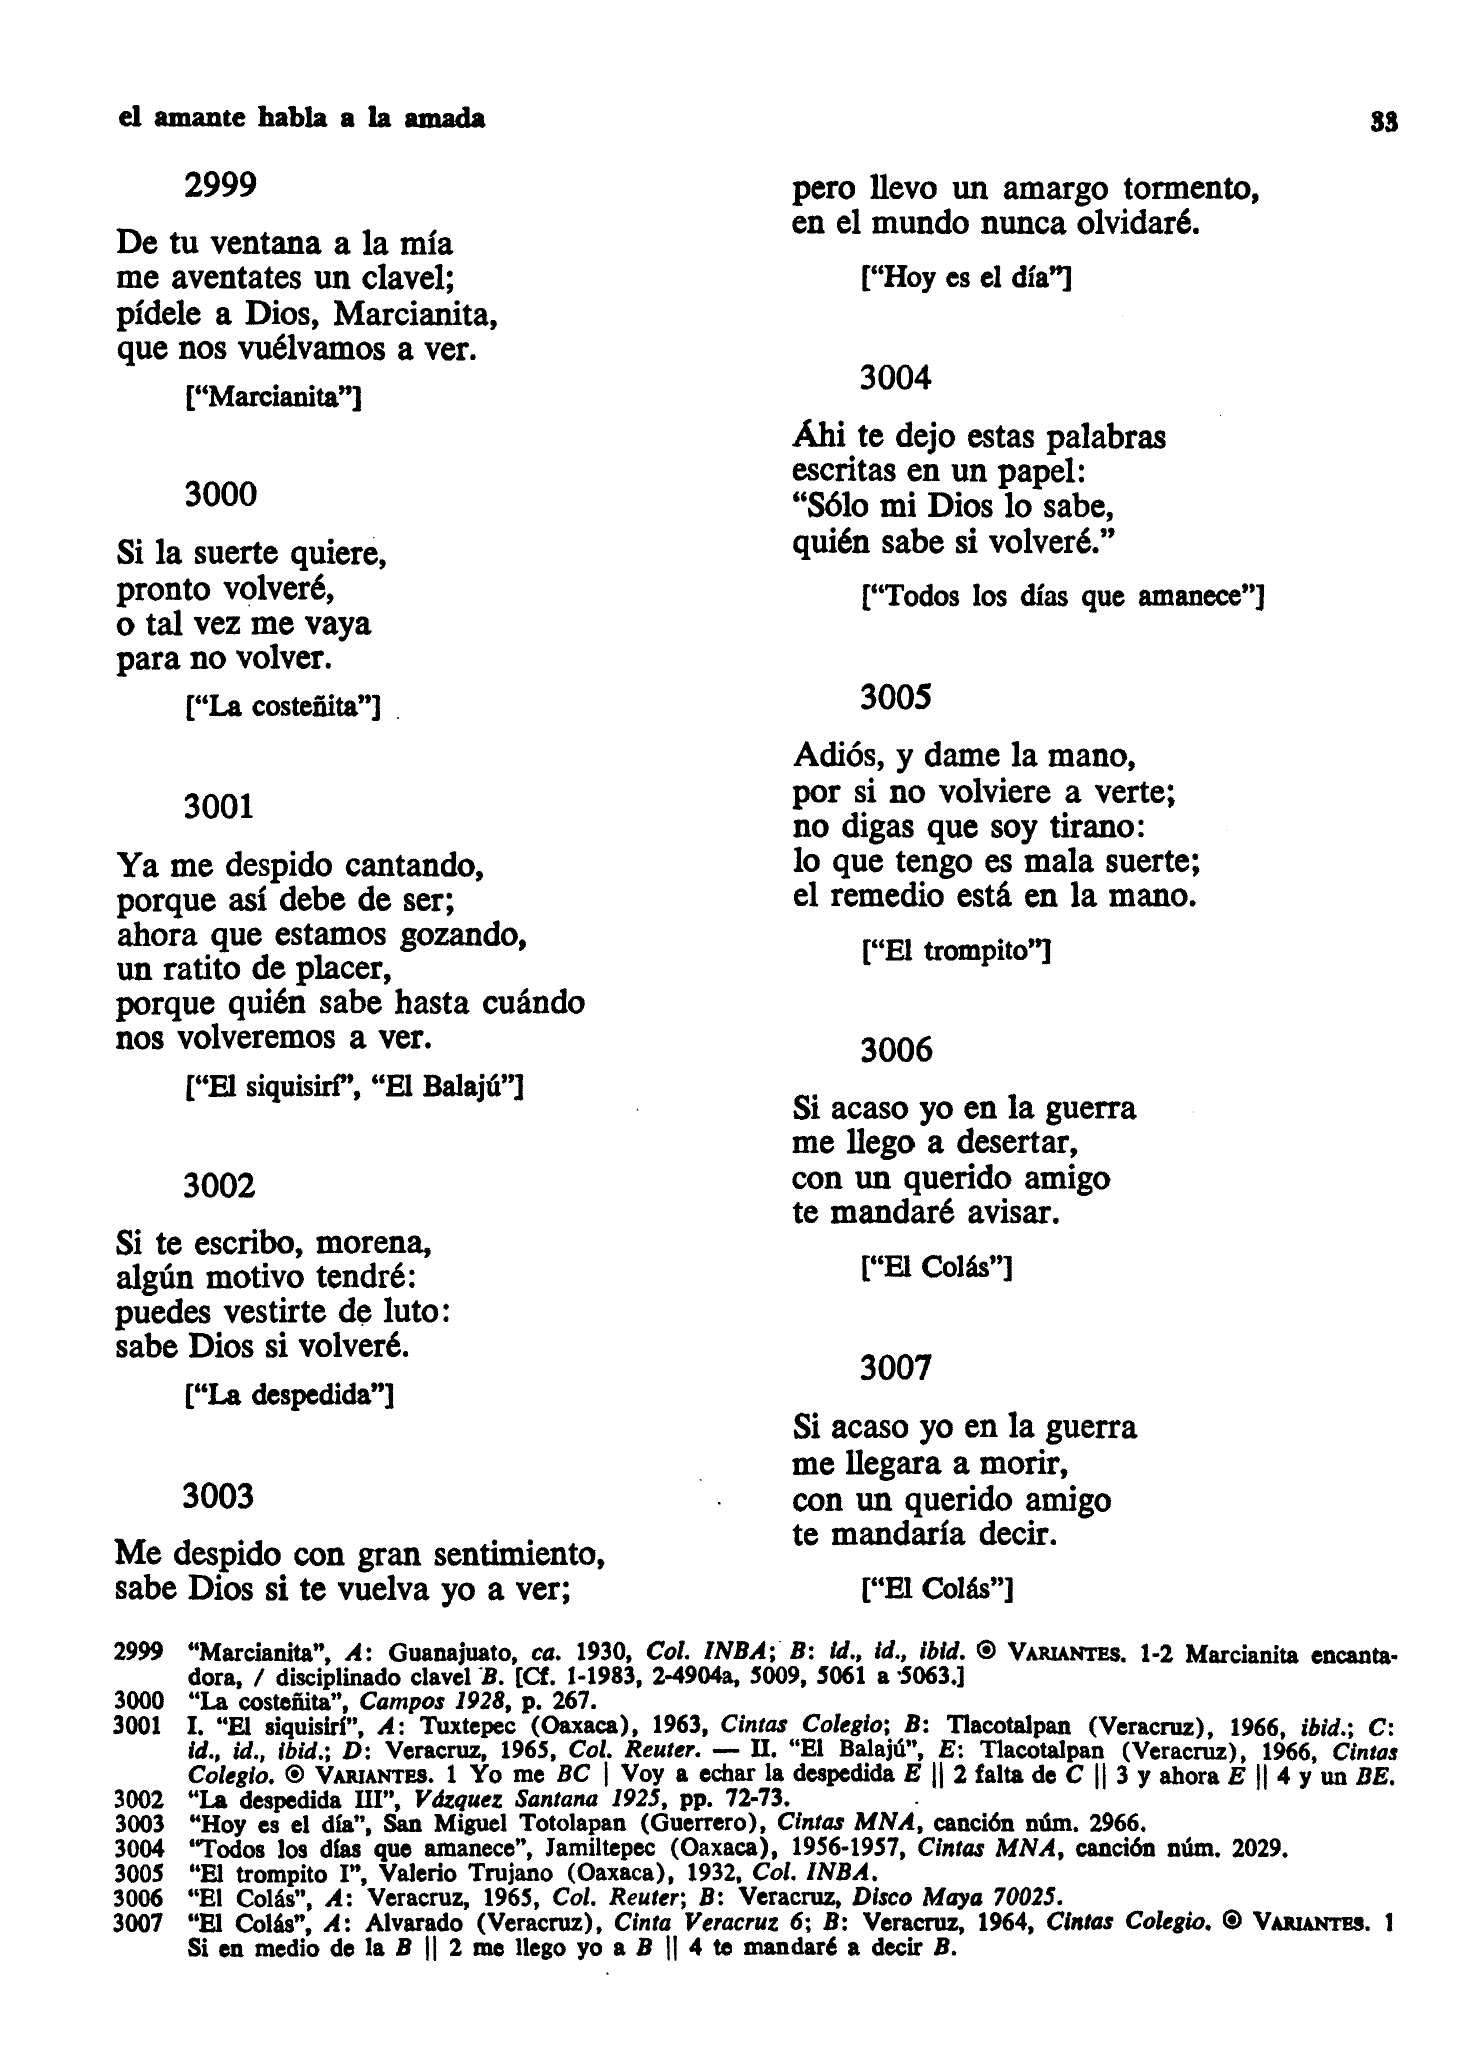 el amante habla a la amada
33
2999
De tu ventana a la mía
me aventates un clavel;
pídele a Dios, Marcianita,
que nos vuélvamos a ver.
[“Marcianita”]
3000
Si la suerte quiere,
pronto volveré,
o tal vez me vaya
para no volver.
[“La costeñita”]
3001
Ya me despido cantando,
porque así debe de ser;
ahora que estamos gozando,
un ratito de placer,
porque quién sabe hasta cuándo
nos volveremos a ver.
[“El siquisirí”, “El Balajú”]
3002
Si te escribo, morena,
algún motivo tendré:
puedes vestirte de luto:
sabe Dios si volveré.
[“La despedida”]
3003
Me despido con gran sentimiento,
sabe Dios si te vuelva yo a ver;
pero llevo un amargo tormento,
en el mundo nunca olvidaré.
[“Hoy es el día”]
3004
Áhi te dejo estas palabras
escritas en un papel:
“Sólo mi Dios lo sabe,
quién sabe si volveré.”
[“Todos los días que amanece”]
3005
Adiós, y dame la mano,
por si no volviere a verte;
no digas que soy tirano:
lo que tengo es mala suerte;
el remedio está en la mano.
[“El trompito”]
3006
Si acaso yo en la guerra
me llego a desertar,
con un querido amigo
te mandaré avisar.
[“El Colás”]
3007
Si acaso yo en la guerra
me llegara a morir,
con un querido amigo
te mandaría decir.
[“El Colás”]
2999 “Marcianita”, A: Guanajuato, ca. 1930, Col. INBA; B: id., id., ibid. ⊚ VARIANTES. 1-2 Marcianita encanta-
dora, / disciplinado clavel B. [Cf. 1-1983, 2-4904a, 5009, 5061 a 5063.]
3000 “La costeñita”, Campos 1928, p. 267.
3001 I. “El siquisirí”, A: Tuxtepec (Oaxaca), 1963, Cintas Colegio; B: Tlacotalpan (Veracruz), 1966, ibid.; C:
id., id., ibid.; D: Veracruz, 1965, Col. Reuter. — II. “El Balajú”, E: Tlacotalpan (Veracruz), 1966, Cintas
Colegio. ⊚ VARIANTES. 1 Yo me BC | Voy a echar la despedida E || 2 falta de C || 3 y ahora E || 4 y un BE.
3002 “La despedida III”, Vázquez Santana 1925, pp. 72-73.
3003 “Hoy es el día”, San Miguel Totolapan (Guerrero), Cintas MNA, canción núm. 2966.
3004 “Todos los días que amanece”, Jamiltepec (Oaxaca), 1956-1957, Cintas MNA, canción núm. 2029.
3005 “El trompito I”, Valerio Trujano (Oaxaca), 1932, Col. INBA.
3006 “El Colás”, A: Veracruz, 1965, Col. Reuter; B: Veracruz, Disco Maya 70025.
3007 “El Colás”, A: Alvarado (Veracruz), Cinta Veracruz 6; B: Veracruz, 1964, Cintas Colegio. ⊚ VARIANTES. 1
Si en medio de la B || 2 me llego yo a B || 4 te mandaré a decir B.